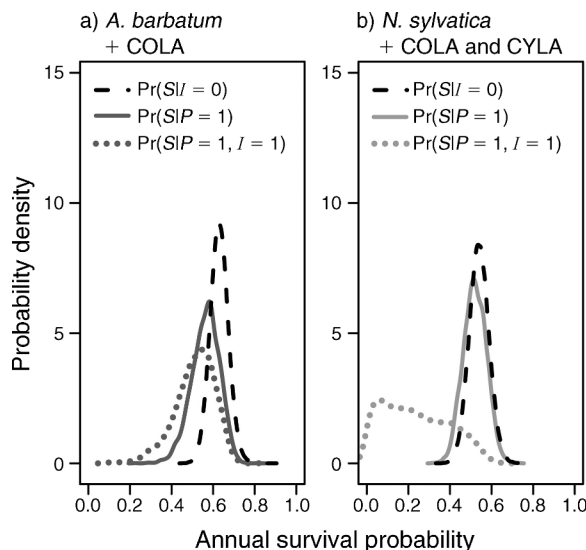 a) A. barbatum
+ COLA
b) N. sylvatica
+ COLA and CYLA
15
10
5
0
Probability density
Pr(S|I = 0)
Pr(S|P = 1)
Pr(S|P = 1, I = 1)
0.0 0.2 0.4 0.6 0.8 1.0
15
10
5
0
Pr(S|I = 0)
Pr(S|P = 1)
Pr(S|P = 1, I = 1)
0.0 0.2 0.4 0.6 0.8 1.0
Annual survival probability